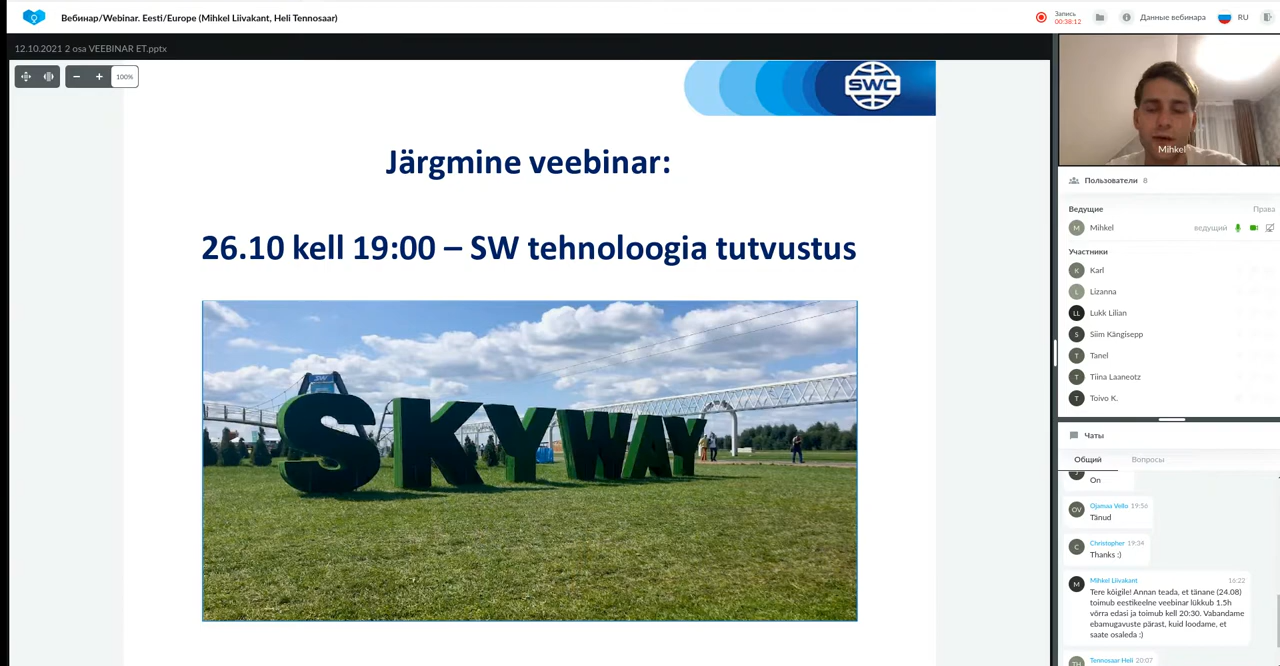 Вебинар/Webinar. Eesti/Europe (Mihkel Liivakant, Heli Tennosaar)
Запись
00:38:12
Данные вебинара
RU
12.10.2021 2 osa VEEBINAR ET.pptx
100%
SWC
Järgmine veebinar:
26.10 kell 19:00 – SW tehnoloogia tutvustus
SW
SKYWAY
Mihkel
Пользователи 8
Ведущие Права
M Mihkel ведущий
Участники
K Karl
L Lizanna
LL Lukk Lilian
S Siim Kängisepp
T Tanel
T Tiina Laaneotz
T Toivo K.
Чаты
Общий Вопросы
On
OV Ojamaa Vello 19:56
Tänud
C Christopher 19:34
Thanks :)
M Mihkel Liivakant 16:22
Tere kõigile! Annan teada, et tänane (24.08)
toimub eestikeelne veebinar lükkub 1,5h
võrra edasi ja toimub kell 20:30. Vabandame
ebamugavuste pärast, kuid loodame, et
saate osaleda :)
TH Tennosaar Heli 20:07